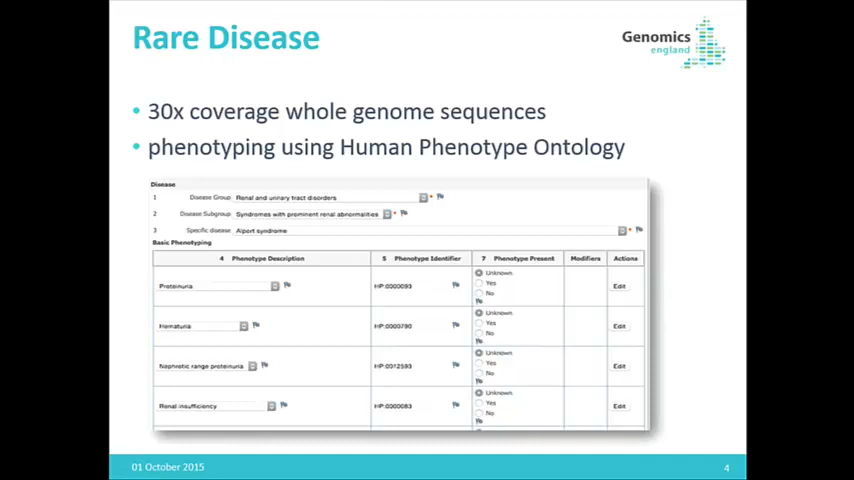 Rare Disease
Genomics
england
• 30x coverage whole genome sequences
• phenotyping using Human Phenotype Ontology
Disease
1 Disease Group: Renal and urinary tract disorders *
2 Disease Subgroup: Syndromes with prominent renal abnormalities *
3 Specific disease: Alport syndrome *
Basic Phenotyping
4 Phenotype Description 5 Phenotype Identifier 7 Phenotype Present Modifiers Actions
Unknown
Proteinuria HP:0000093 Yes Edit
No
Unknown
Hematuria HP:0000790 Yes Edit
No
Unknown
Nephrotic range proteinuria HP:0012593 Yes Edit
No
Unknown
Renal insufficiency HP:0000083 Yes Edit
No
01 October 2015 4